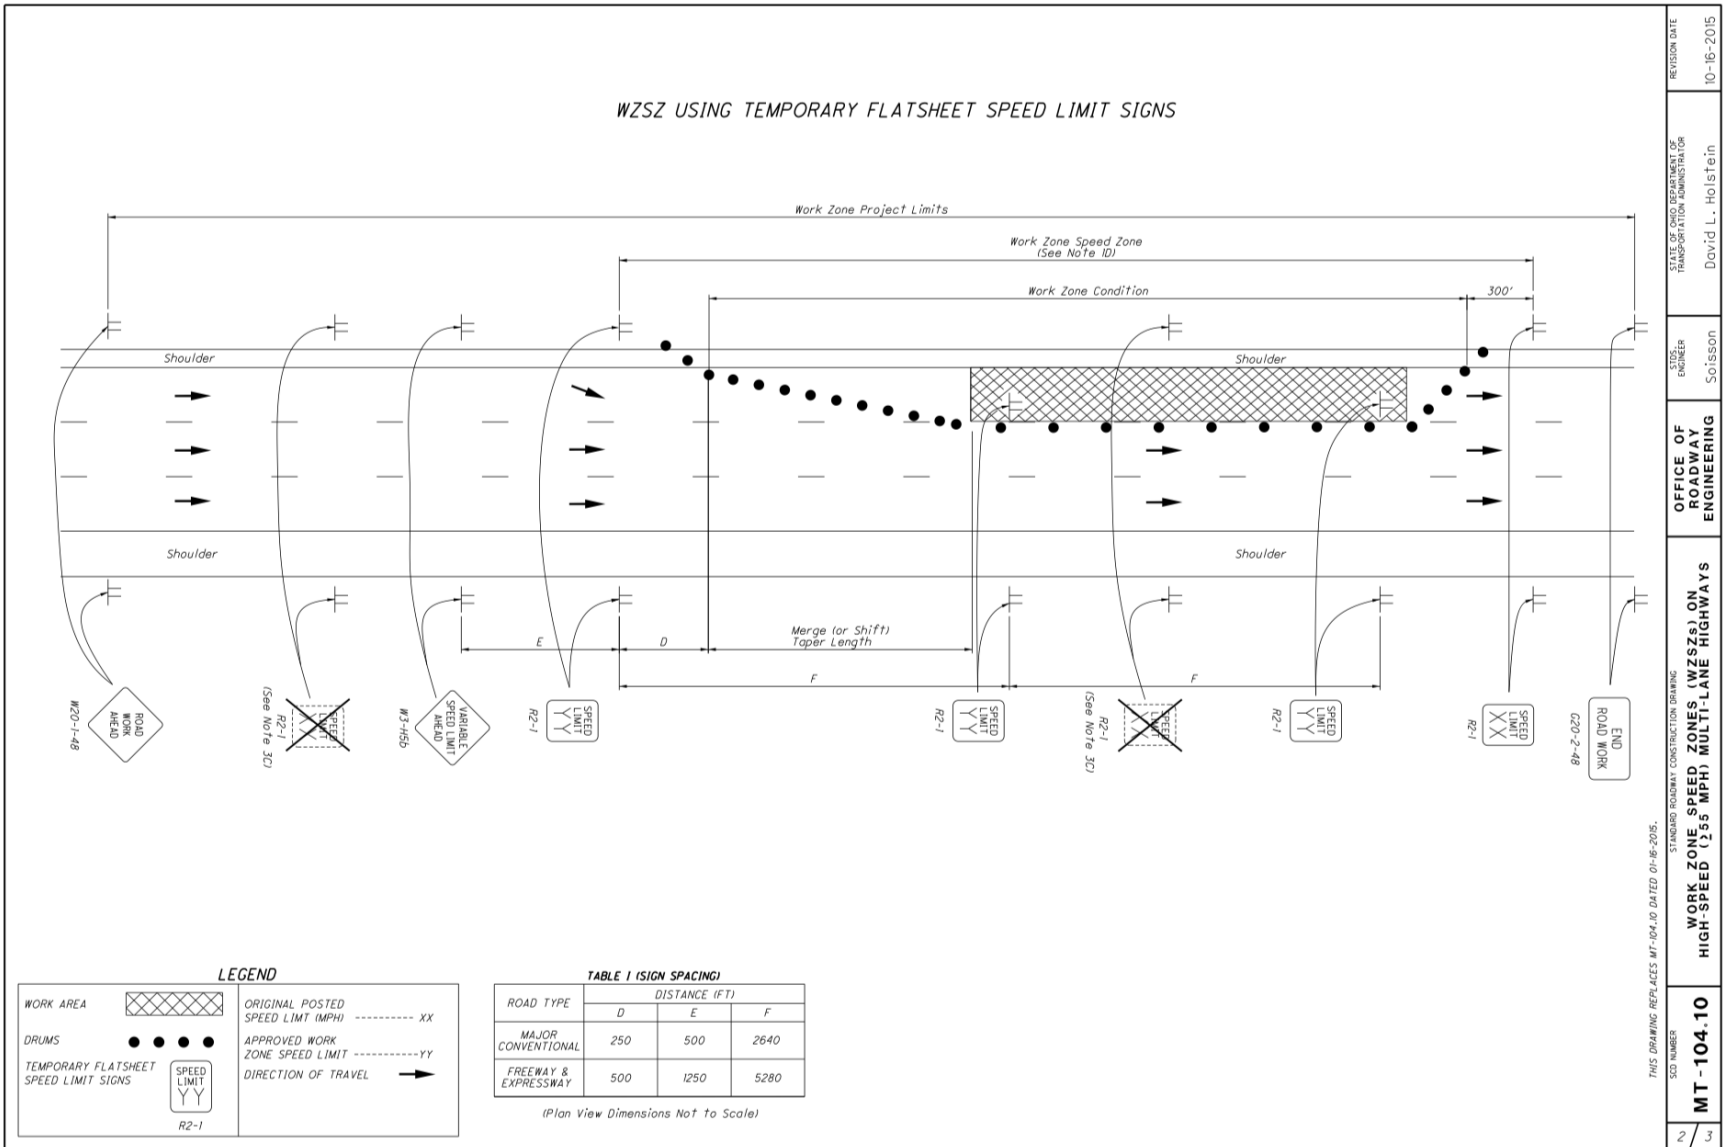 WZSZ USING TEMPORARY FLATSHEET SPEED LIMIT SIGNS
Work Zone Project Limits
Work Zone Speed Zone
(See Note 1D)
Work Zone Condition
300'
Shoulder
Shoulder
Shoulder
Shoulder
E
D
Merge (or Shift)
Taper Length
F
F
ROAD
WORK
AHEAD
W20-1-48
SPEED
LIMIT
XX
R2-1
(See Note 3C)
VARIABLE
SPEED LIMIT
AHEAD
W3-H5b
SPEED
LIMIT
YY
R2-1
SPEED
LIMIT
YY
R2-1
SPEED
LIMIT
XX
R2-1
(See Note 3C)
SPEED
LIMIT
YY
R2-1
SPEED
LIMIT
XX
R2-1
END
ROAD WORK
G20-2-48
LEGEND
WORK AREA
DRUMS
TEMPORARY FLATSHEET
SPEED LIMIT SIGNS
SPEED
LIMIT
YY
R2-1
ORIGINAL POSTED
SPEED LIMT (MPH) --------- XX
APPROVED WORK
ZONE SPEED LIMIT ----------YY
DIRECTION OF TRAVEL
TABLE I (SIGN SPACING)
ROAD TYPE
DISTANCE (FT)
D E F
MAJOR
CONVENTIONAL
250 500 2640
FREEWAY &
EXPRESSWAY
500 1250 5280
(Plan View Dimensions Not to Scale)
THIS DRAWING REPLACES MT-104.10 DATED 01-16-2015.
REVISION DATE
10-16-2015
STATE OF OHIO DEPARTMENT OF
TRANSPORTATION ADMINISTRATOR
David L. Holstein
STDS.
ENGINEER
Soisson
OFFICE OF
ROADWAY
ENGINEERING
STANDARD ROADWAY CONSTRUCTION DRAWING
WORK ZONE SPEED ZONES (WZSZs) ON
HIGH-SPEED (≥55 MPH) MULTI-LANE HIGHWAYS
SCD NUMBER
MT-104.10
2/3